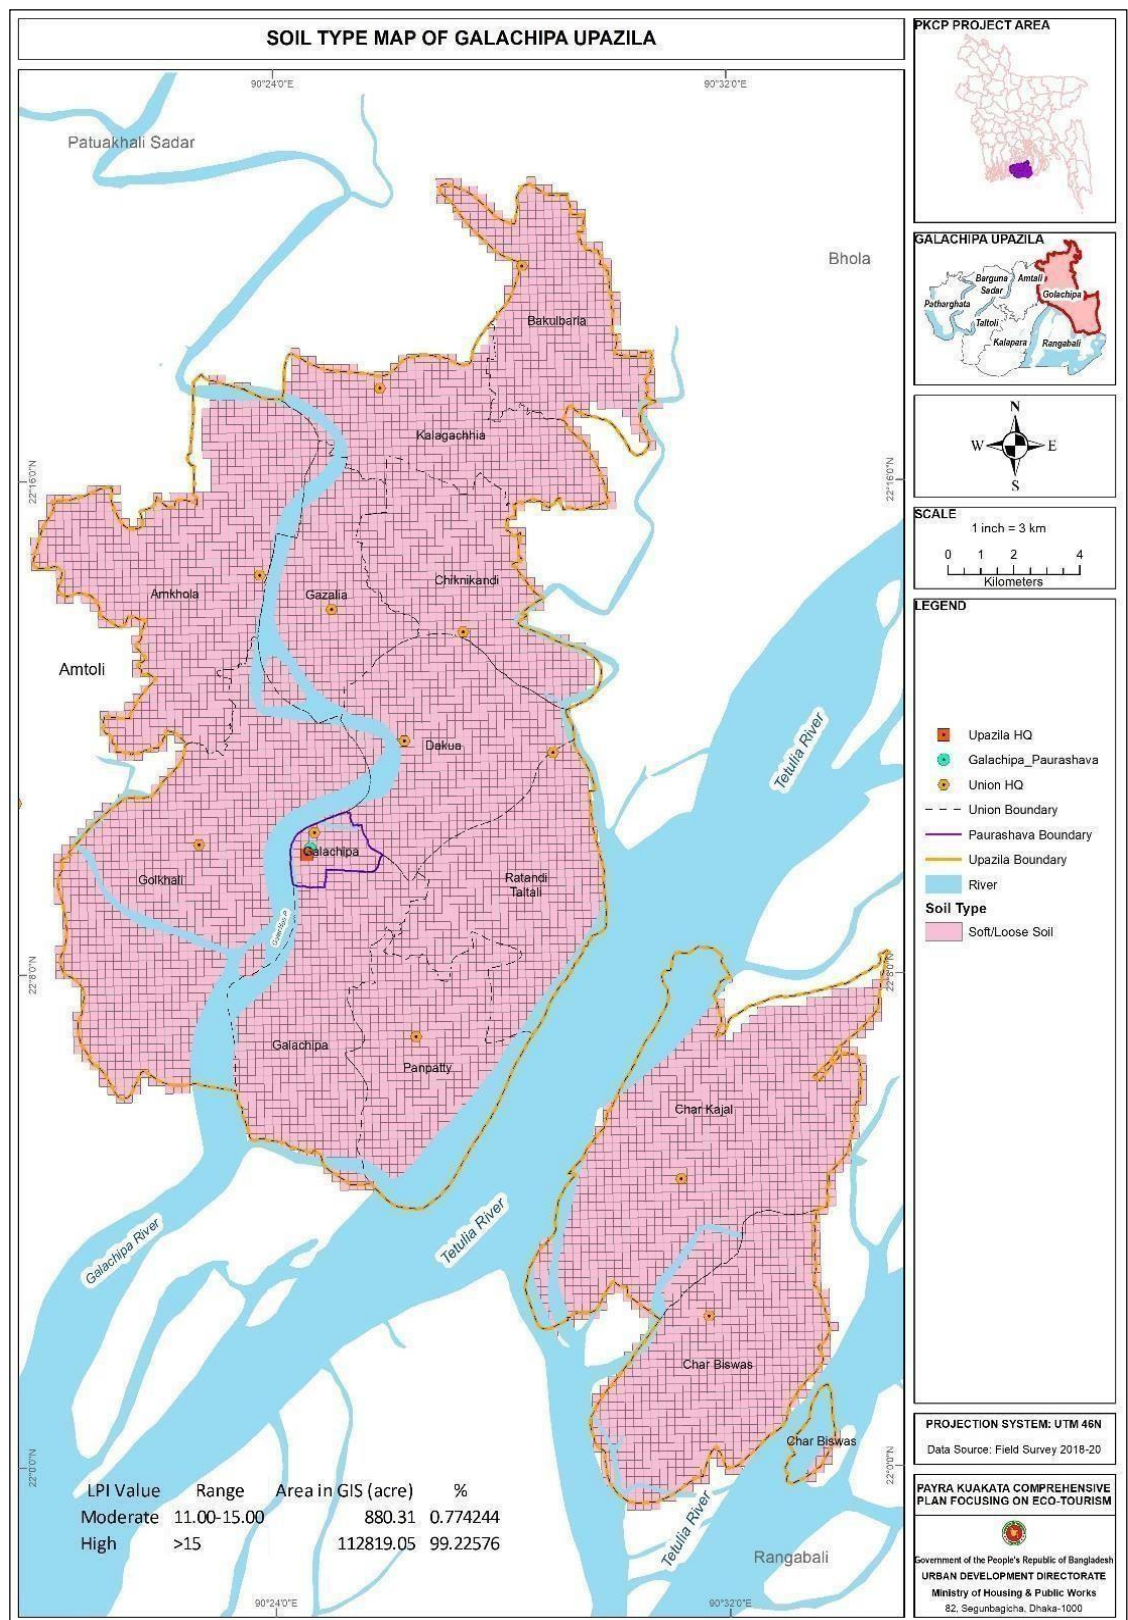 SOIL TYPE MAP OF GALACHIPA UPAZILA
90°24'0"E
90°32'0"E
Patuakhali Sadar
Bhola
Bakulbaria
Kalagachhia
22°16'0"N
22°16'0"N
Chiknikandi
Amkhola
Gazalia
Amtoli
Tetulia River
Dakua
Galachipa
Golkhali
Ratandi
Taltali
22°8'0"N
22°8'0"N
Galachipa
Panpatty
Char Kajal
Galachipa River
Tetulia River
Char Biswas
Char Biswas
22°0'0"N
22°0'0"N
Tetulia River
Rangabali
LPI Value Range Area in GIS (acre) %
Moderate 11.00-15.00 880.31 0.774244
High >15 112819.05 99.22576
90°24'0"E
90°32'0"E
PKCP PROJECT AREA
GALACHIPA UPAZILA
Barguna
Sadar
Amtali
Golachipa
Patharghata
Taltoli
Kalapara
Rangabali
N
W
E
S
SCALE
1 inch = 3 km
0 1 2 4
Kilometers
LEGEND
Upazila HQ
Galachipa_Paurashava
Union HQ
Union Boundary
Paurashava Boundary
Upazila Boundary
River
Soil Type
Soft/Loose Soil
PROJECTION SYSTEM: UTM 46N
Data Source: Field Survey 2018-20
PAYRA KUAKATA COMPREHENSIVE
PLAN FOCUSING ON ECO-TOURISM
Government of the People's Republic of Bangladesh
URBAN DEVELOPMENT DIRECTORATE
Ministry of Housing & Public Works
82, Segunbagicha, Dhaka-1000